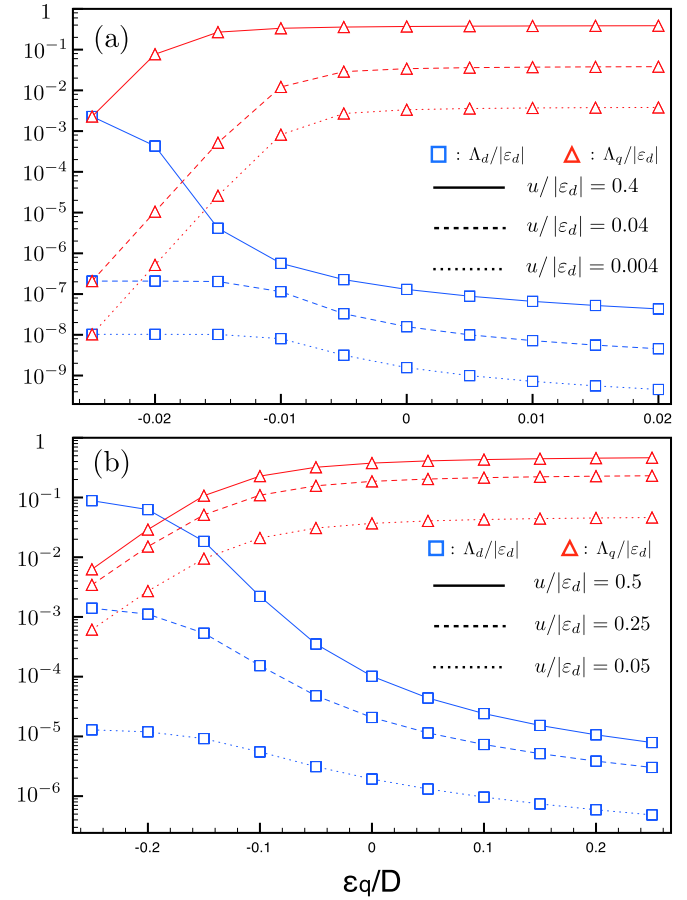 1
(a)
10⁻¹
10⁻²
10⁻³
□ : Λ_d/|ε_d| △ : Λ_q/|ε_d|
10⁻⁴
u/|ε_d| = 0.4
10⁻⁵
u/|ε_d| = 0.04
10⁻⁶
u/|ε_d| = 0.004
10⁻⁷
10⁻⁸
10⁻⁹
-0.02 -0.01 0 0.01 0.02
1
(b)
10⁻¹
□ : Λ_d/|ε_d| △ : Λ_q/|ε_d|
10⁻²
u/|ε_d| = 0.5
10⁻³
u/|ε_d| = 0.25
10⁻⁴
u/|ε_d| = 0.05
10⁻⁵
10⁻⁶
-0.2 -0.1 0 0.1 0.2
εq/D